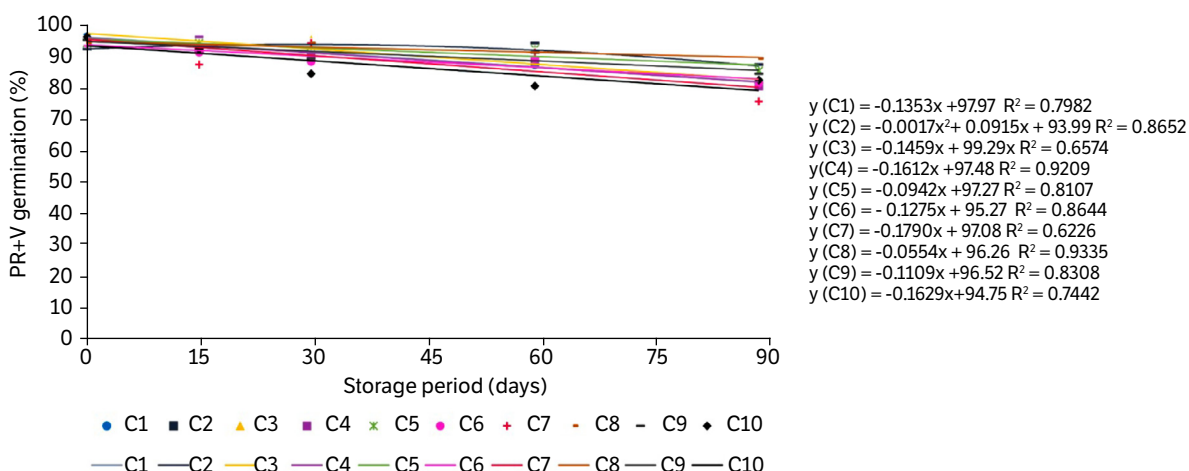 100
90
80
70
60
50
40
30
20
10
0
PR+V germination (%)
0 15 30 45 60 75 90
Storage period (days)
y (C1) = -0.1353x +97.97 R² = 0.7982
y (C2) = -0.0017x²+ 0.0915x + 93.99 R² = 0.8652
y (C3) = -0.1459x + 99.29x R² = 0.6574
y(C4) = -0.1612x +97.48 R² = 0.9209
y (C5) = -0.0942x +97.27 R² = 0.8107
y (C6) = - 0.1275x + 95.27 R² = 0.8644
y (C7) = -0.1790x + 97.08 R² = 0.6226
y (C8) = -0.0554x + 96.26 R² = 0.9335
y (C9) = -0.1109x +96.52 R² = 0.8308
y (C10) = -0.1629x+94.75 R² = 0.7442
C1 C2 C3 C4 C5 C6 C7 C8 C9 C10
C1 C2 C3 C4 C5 C6 C7 C8 C9 C10